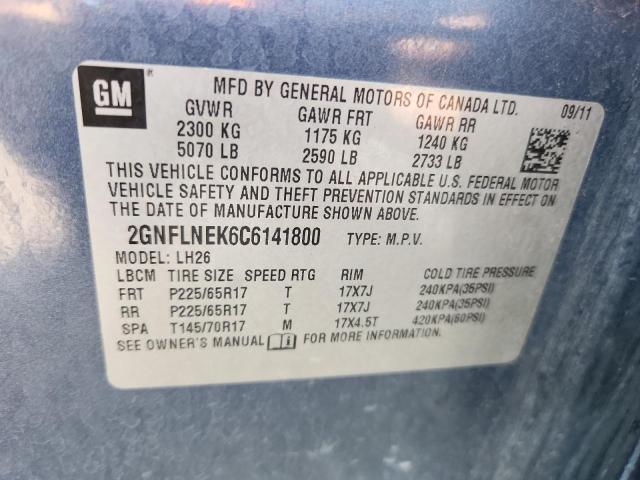 GM
MFD BY GENERAL MOTORS OF CANADA LTD. 09/11
GVWR GAWR FRT GAWR RR
2300 KG 1175 KG 1240 KG
5070 LB 2590 LB 2733 LB
THIS VEHICLE CONFORMS TO ALL APPLICABLE U.S. FEDERAL MOTOR
VEHICLE SAFETY AND THEFT PREVENTION STANDARDS IN EFFECT ON
THE DATE OF MANUFACTURE SHOWN ABOVE.
2GNFLNEK6C6141800 TYPE: M.P.V.
MODEL: LH26
LBCM TIRE SIZE SPEED RTG RIM COLD TIRE PRESSURE
FRT P225/65R17 T 17X7J 240KPA(35PSI)
RR P225/65R17 T 17X7J 240KPA(35PSI)
SPA T145/70R17 M 17X4.5T 420KPA(60PSI)
SEE OWNER'S MANUAL FOR MORE INFORMATION.